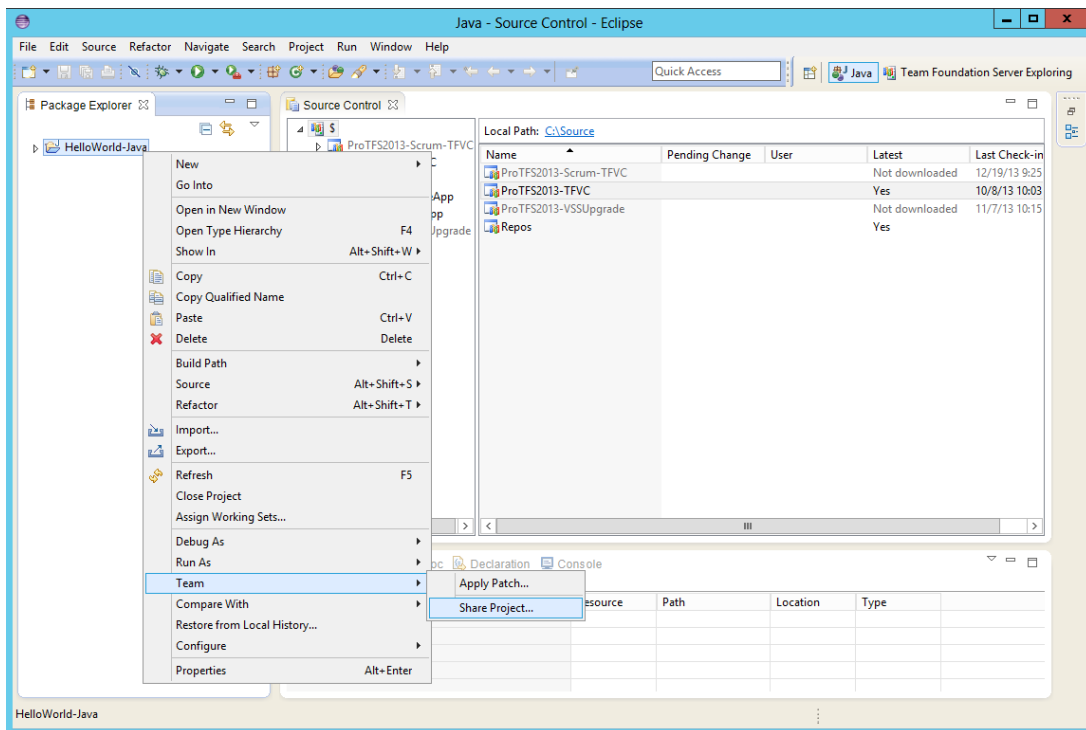 Java - Source Control - Eclipse
File Edit Source Refactor Navigate Search Project Run Window Help
Quick Access Java Team Foundation Server Exploring
Package Explorer
HelloWorld-Java
New
Go Into
Open in New Window
Open Type Hierarchy F4
Show In Alt+Shift+W
Copy Ctrl+C
Copy Qualified Name
Paste Ctrl+V
Delete Delete
Build Path
Source Alt+Shift+S
Refactor Alt+Shift+T
Import...
Export...
Refresh F5
Close Project
Assign Working Sets...
Debug As
Run As
Team
Compare With
Restore from Local History...
Configure
Properties Alt+Enter
Apply Patch...
Share Project...
Source Control
$
ProTFS2013-Scrum-TFVC
C
App
pp
Upgrade
Local Path: C:\Source
Name Pending Change User Latest Last Check-in
ProTFS2013-Scrum-TFVC Not downloaded 12/19/13 9:25
ProTFS2013-TFVC Yes 10/8/13 10:03
ProTFS2013-VSSUpgrade Not downloaded 11/7/13 10:15
Repos Yes
oc Declaration Console
esource Path Location Type
HelloWorld-Java